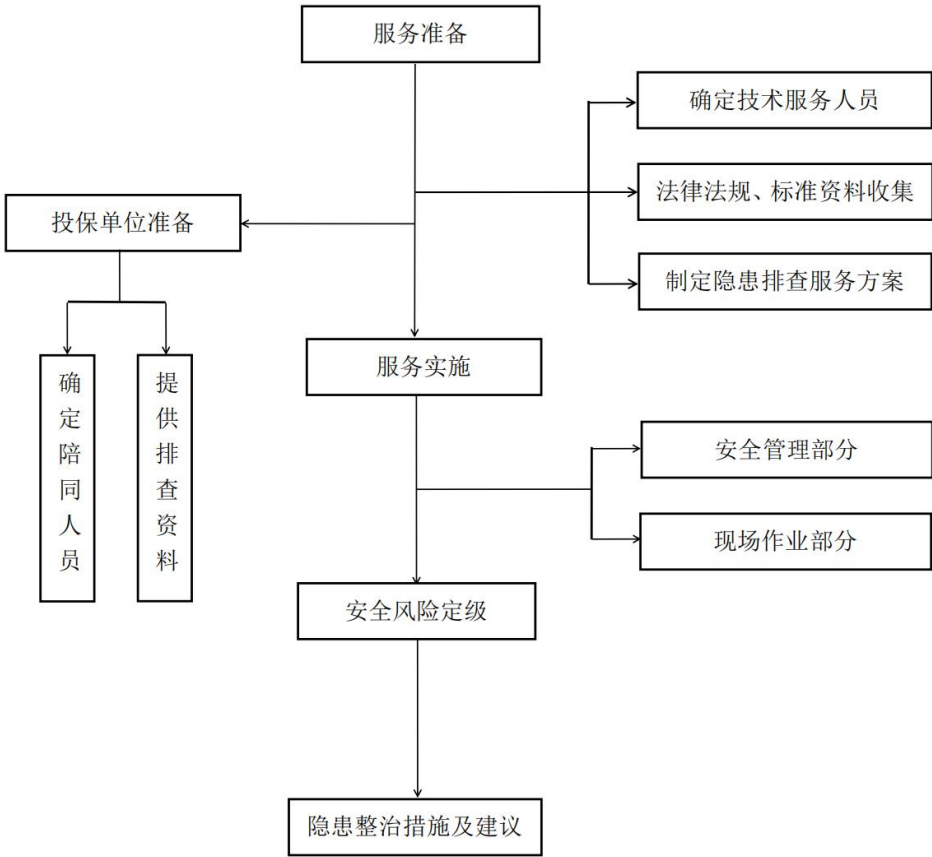 服务准备
确定技术服务人员
法律法规、标准资料收集
投保单位准备
制定隐患排查服务方案
服务实施
确定陪同人员
提供排查资料
安全管理部分
现场作业部分
安全风险定级
隐患整治措施及建议